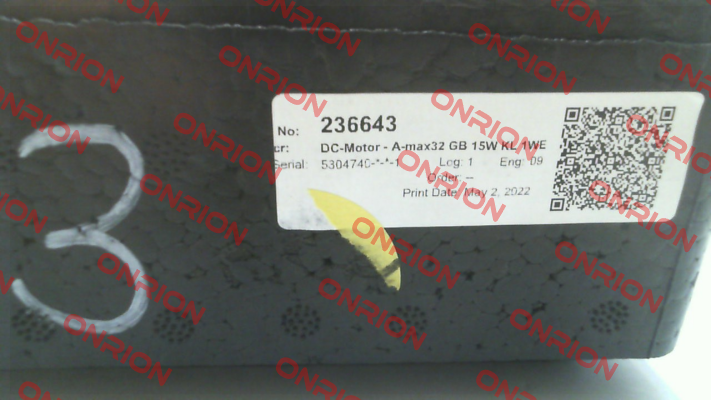 No: 236643
cr: DC-Motor - A-max32 GB 15W KL 1WE
Serial: 5304740-*-*-1 Log: 1 Eng: 09
Order: --
Print Date: May 2, 2022
3
ONRION